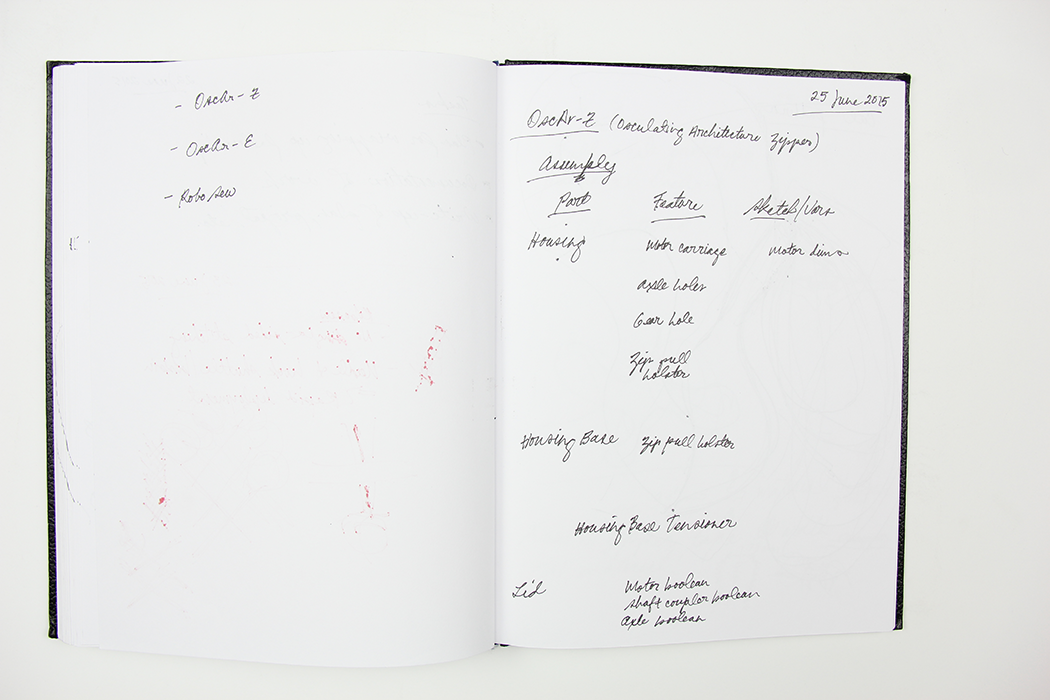 - OscAr-Z
- OscAr-E
- Robo Sew
25 June 2015
OscAr-Z (Osculating Architecture Zipper)
Assembly
Part Feature Sketch/Vars
Housing Motor carriage motor dims
Axle holes
Gear hole
Zip pull
holster
Housing Base Zip pull holster
Housing Base Tensioner
Lid Motor boolean
shaft coupler boolean
axle boolean